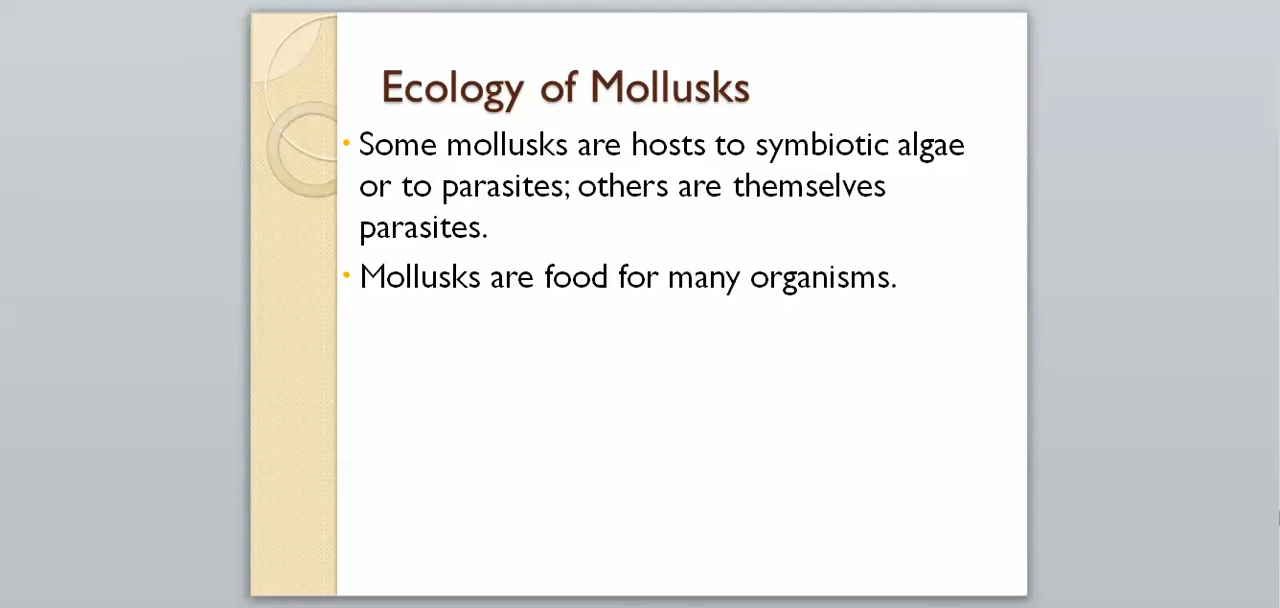 Ecology of Mollusks
• Some mollusks are hosts to symbiotic algae
or to parasites; others are themselves
parasites.
• Mollusks are food for many organisms.